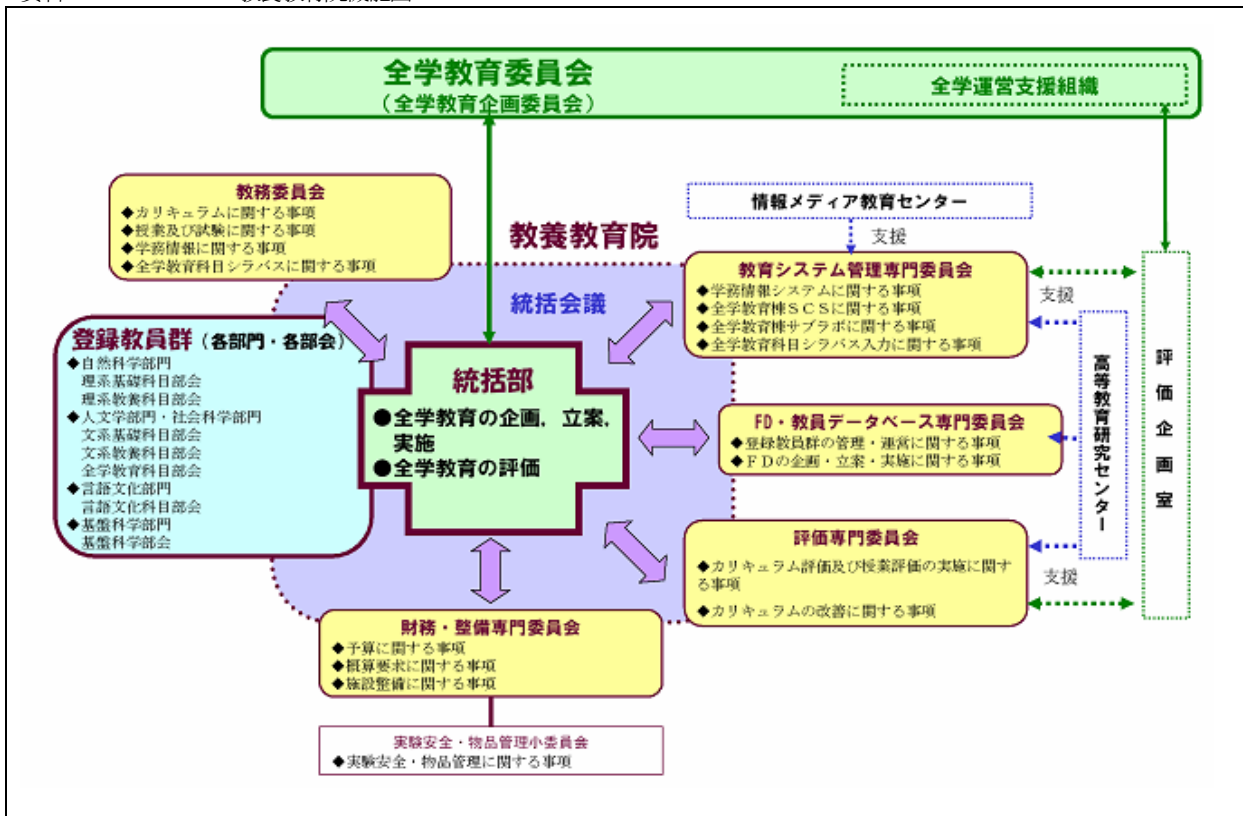 全学教育委員会
(全学教育企画委員会)
全学運営支援組織
教務委員会
◆カリキュラムに関する事項
◆授業及び試験に関する事項
◆学務情報に関する事項
◆全学教育科目シラバスに関する事項
情報メディア教育センター
支援
教養教育院
統括会議
教育システム管理専門委員会
◆学務情報システムに関する事項
◆全学教育棟SCSに関する事項
◆全学教育棟サブラボに関する事項
◆全学教育科目シラバス入力に関する事項
支援
登録教員群(各部門・各部会)
◆自然科学部門
理系基礎科目部会
理系教養科目部会
◆人文学部門・社会科学部門
文系基礎科目部会
文系教養科目部会
全学教育科目部会
◆言語文化部門
言語文化科目部会
◆基盤科学部門
基盤科学部会
統括部
●全学教育の企画，立案，
実施
●全学教育の評価
FD・教員データベース専門委員会
◆登録教員群の管理・運営に関する事項
◆FDの企画・立案・実施に関する事項
高等教育研究センター
評価企画室
評価専門委員会
◆カリキュラム評価及び授業評価の実施に関す
る事項
◆カリキュラムの改善に関する事項
支援
財務・整備専門委員会
◆予算に関する事項
◆概算要求に関する事項
◆施設整備に関する事項
実験安全・物品管理小委員会
◆実験安全・物品管理に関する事項